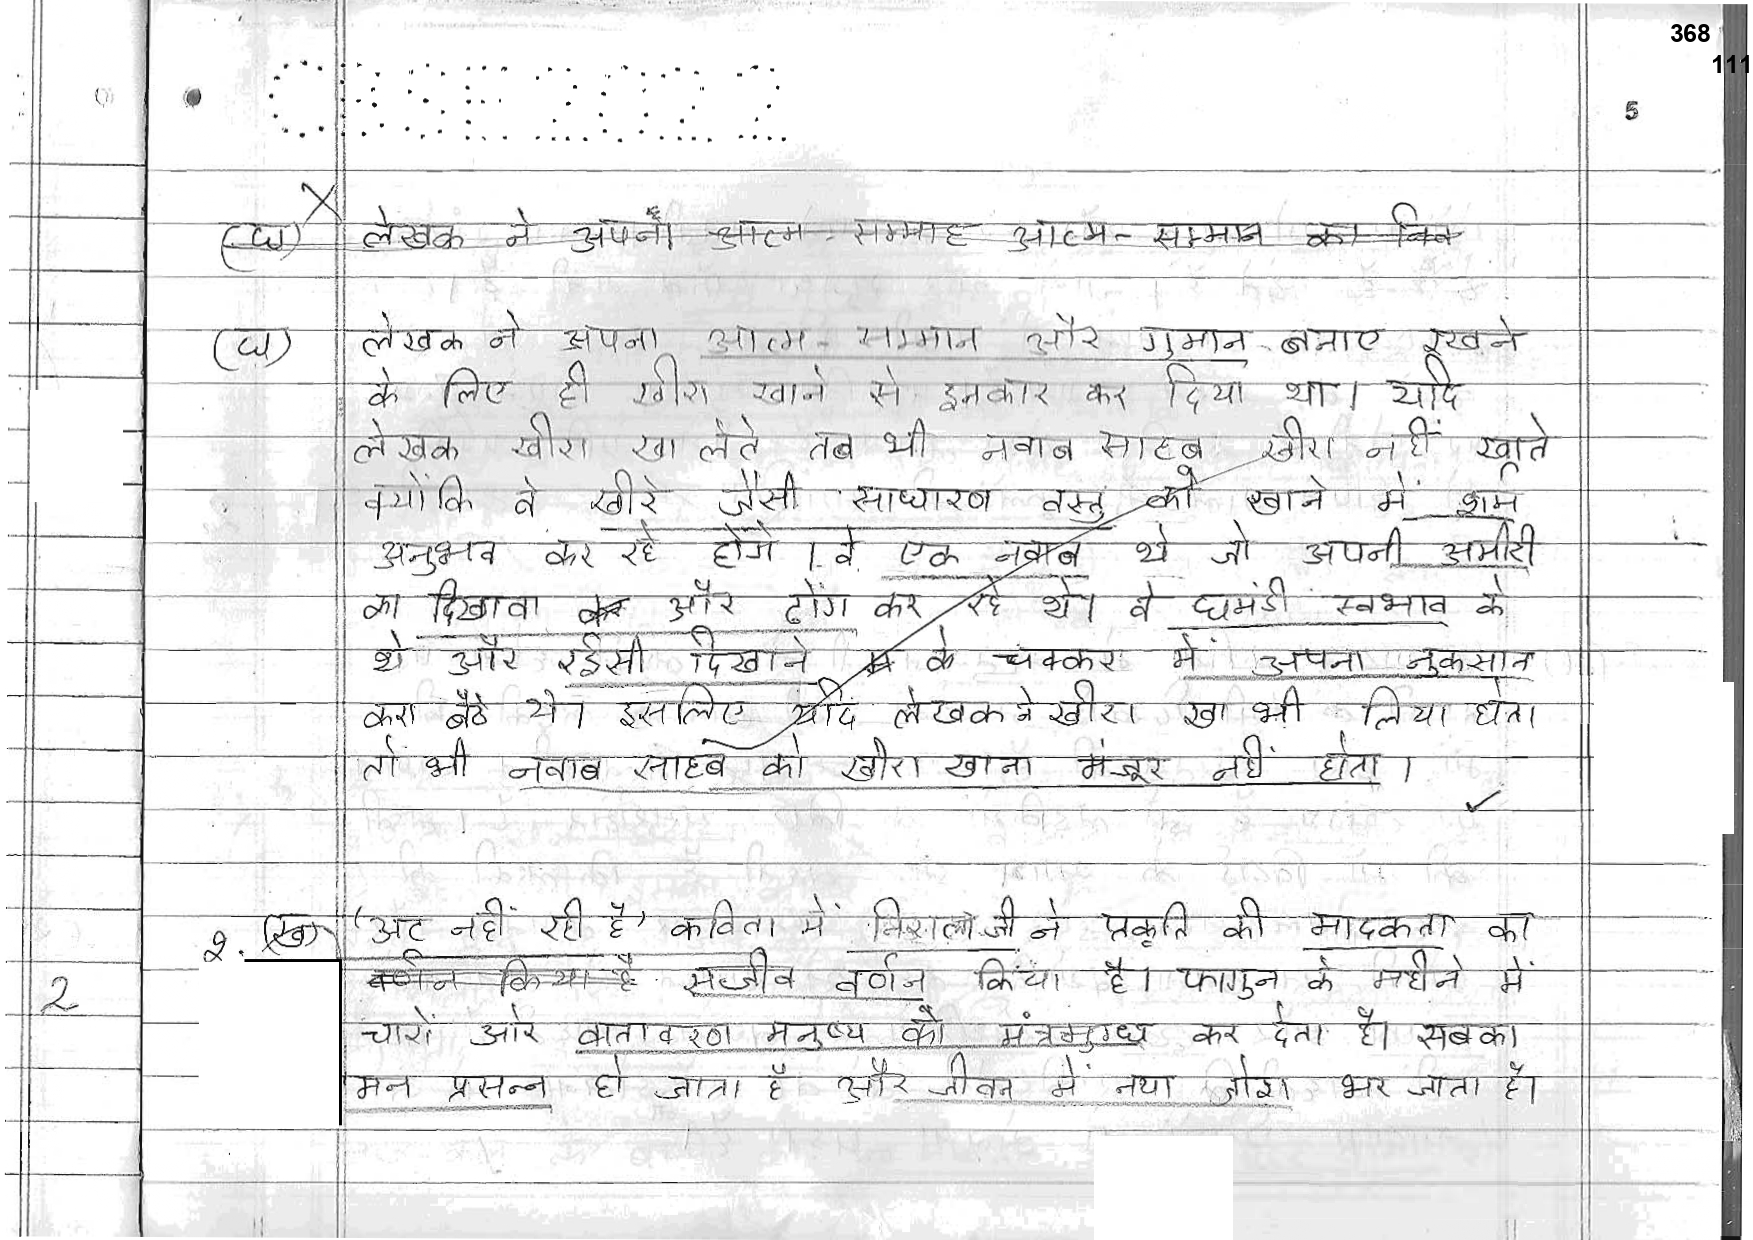 368
111
CBSE 2022
5
(घ) लेखक ने अपनी आत्म-सम्माह आत्म-सम्मान का
(घ) लेखक ने अपना आत्म-सम्मान और गुमान बनाए रखने
के लिए ही खीरा खाने से इनकार कर दिया था। यदि
लेखक खीरा खा लेते तब भी नवाब साहब खीरा नहीं खाते
क्योंकि वे खीरे जैसी साधारण वस्तु को खाने में शर्म
अनुभव कर रहे होंगे। वे एक नवाब थे जो अपनी अमीरी
का दिखावा और ढोंग कर रहे थे। वे घमंडी स्वभाव के
थे और रईसी दिखाने के चक्कर में अपना नुकसान
करा बैठे थे। इसलिए यदि लेखक ने खीरा खा भी लिया होता
तो भी नवाब साहब को खीरा खाना मंजूर नहीं होता।
२. (ख) 'अट नहीं रही है' कविता में निराला जी ने प्रकृति की मादकता का
वर्णन किया है सजीव वर्णन किया है। फागुन के महीने में
2
चारों ओर वातावरण मनुष्य को मंत्रमुग्ध कर देता है। सबका
मन प्रसन्न हो जाता है और जीवन में नया जोश भर जाता है।